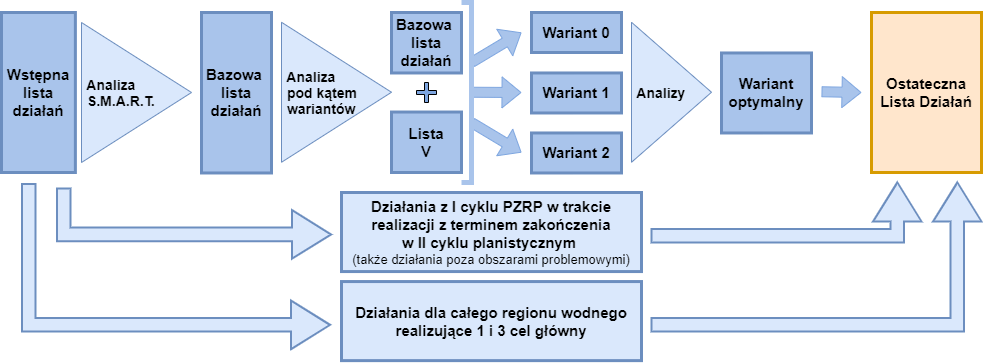 Wstępna
lista
działań
Analiza
S.M.A.R.T.
Bazowa
lista
działań
Analiza
pod kątem
wariantów
Bazowa
lista
działań
+
Lista
V
Wariant 0
Wariant 1
Wariant 2
Analizy
Wariant
optymalny
Ostateczna
Lista Działań
Działania z I cyklu PZRP w trakcie
realizacji z terminem zakończenia
w II cyklu planistycznym
(także działania poza obszarami problemowymi)
Działania dla całego regionu wodnego
realizujące 1 i 3 cel główny